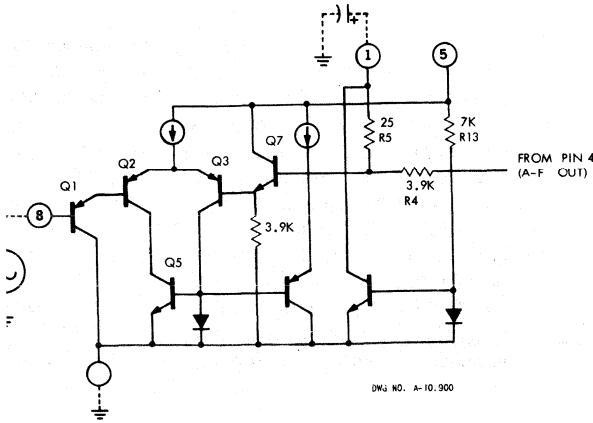 +
1
5
25
R5
7K
R13
Q7
Q1
Q2
Q3
FROM PIN 4
(A-F OUT)
3.9K
R4
8
3.9K
Q5
DWG NO. A-10.900